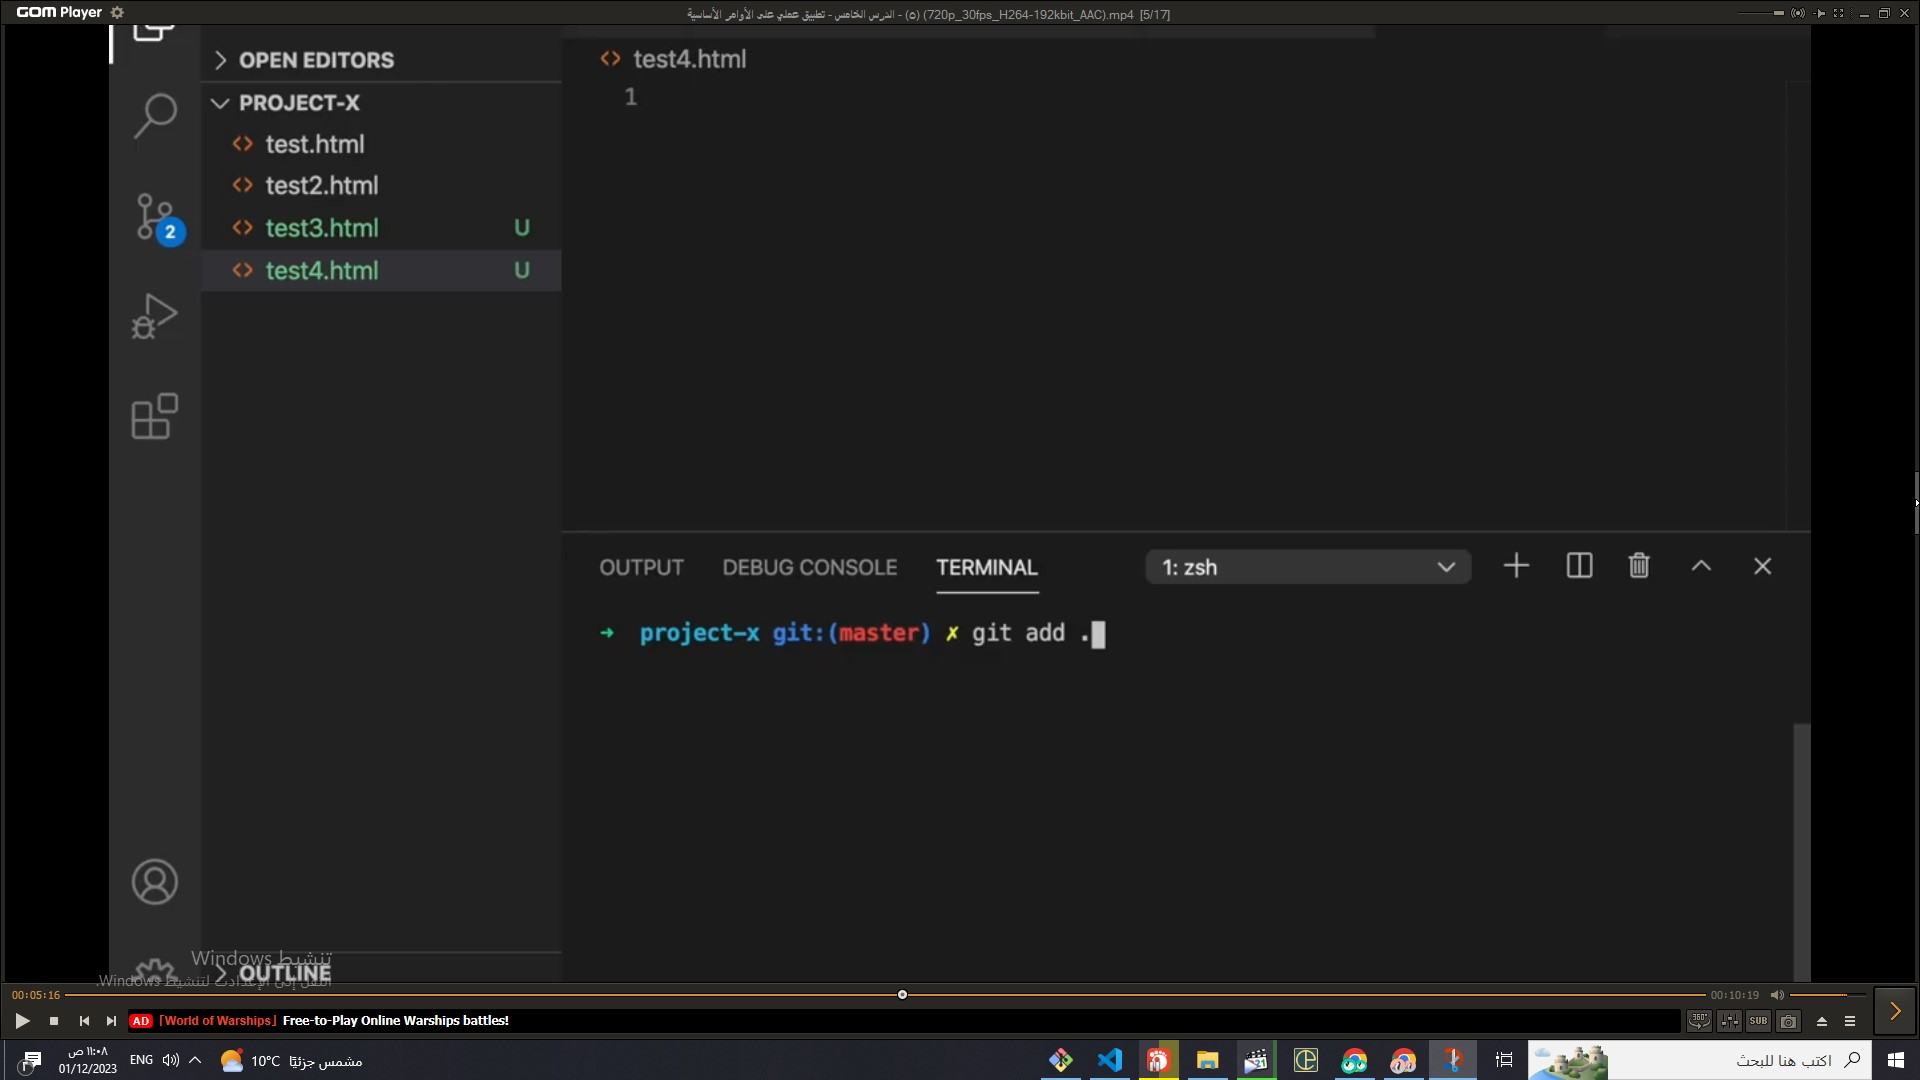 GOM Player
(٥) - الدرس الخامس - تطبيق عملي على الأوامر الأساسية (720p_30fps_H264-192kbit_AAC).mp4 [5/17]
OPEN EDITORS
PROJECT-X
test.html
test2.html
test3.html U
test4.html U
2
OUTLINE
test4.html
1
OUTPUT DEBUG CONSOLE TERMINAL
1: zsh
→ project-x git:(master) ✗ git add .
تنشيط Windows
انتقل إلى الإعدادات لتنشيط Windows.
00:05:16
00:10:19
AD [World of Warships] Free-to-Play Online Warships battles!
360°
SUB
١١:٠٨ ص
01/12/2023
1
ENG
10°C مشمس جزئيًا
21
اكتب هنا للبحث